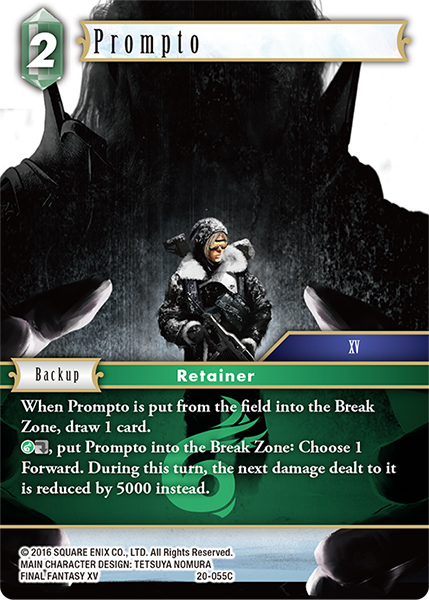 2
Prompto
XV
Backup
Retainer
When Prompto is put from the field into the Break
Zone, draw 1 card.
, put Prompto into the Break Zone: Choose 1
Forward. During this turn, the next damage dealt to it
is reduced by 5000 instead.
© 2016 SQUARE ENIX CO., LTD. All Rights Reserved.
MAIN CHARACTER DESIGN: TETSUYA NOMURA
FINAL FANTASY XV 20-055C